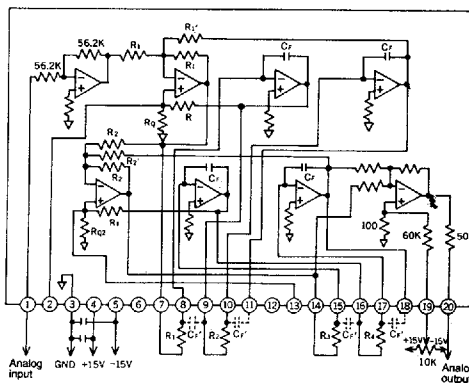 R₁'
56.2K
R₁
CF
CF
56.2K
R₁
R
RQ
R₂
R₂'
R₂
CF
CF
RQ2
R₁
100
60K
50
1 2 3 4 5 6 7 8 9 10 11 12 13 14 15 16 17 18 19 20
R₁
CF'
R₂
CF'
R₃
CF'
R₄
CF'
+15V
-15V
10K
Analog input
GND
+15V
-15V
Analog output